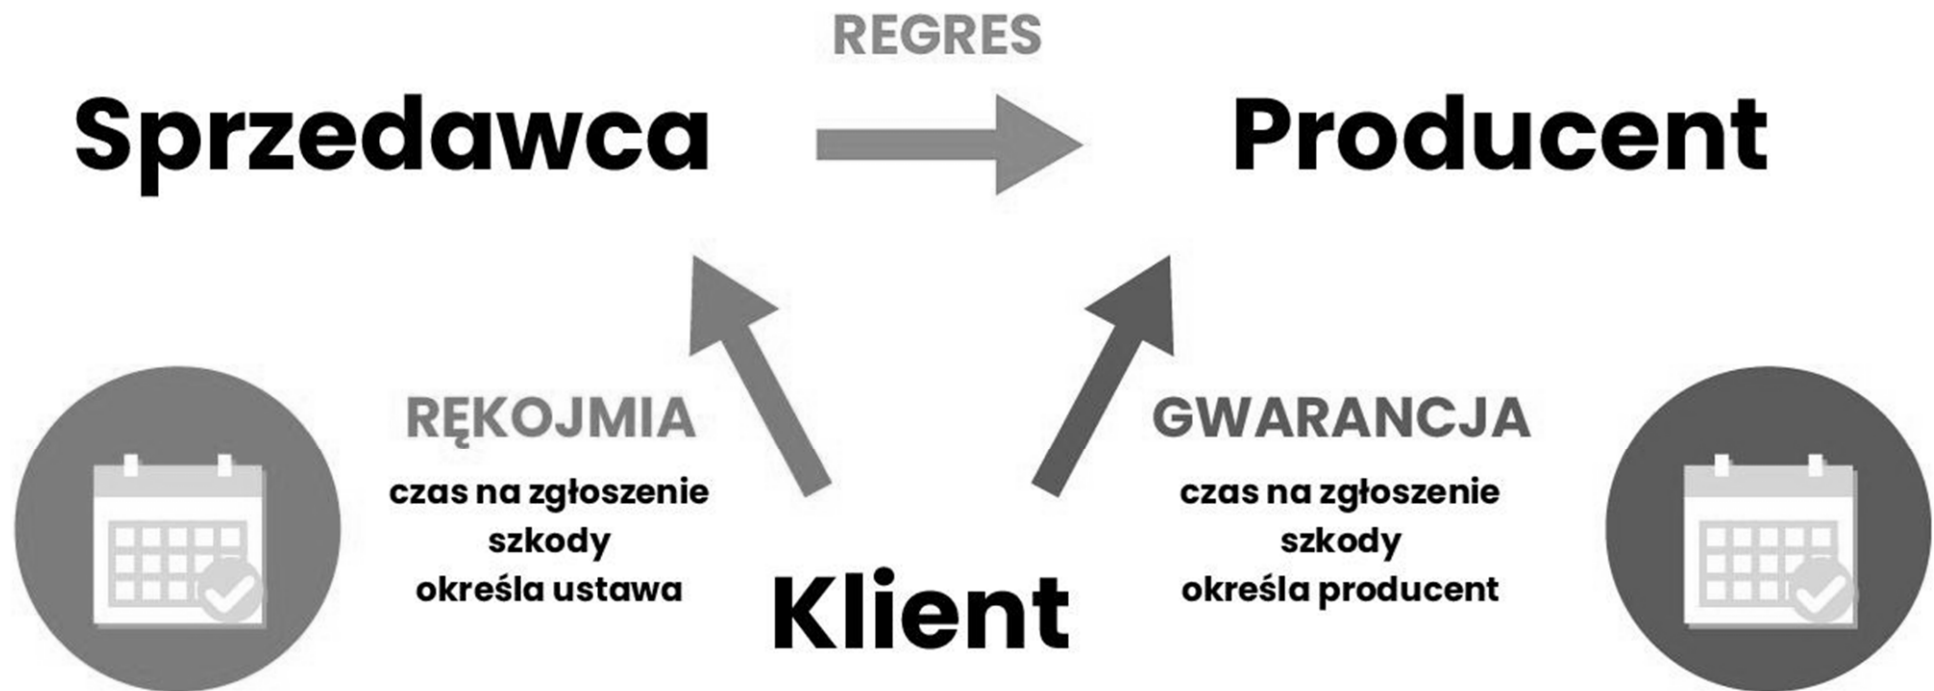 REGRES
Sprzedawca
Producent
RĘKOJMIA
czas na zgłoszenie
szkody
określa ustawa
GWARANCJA
czas na zgłoszenie
szkody
określa producent
Klient